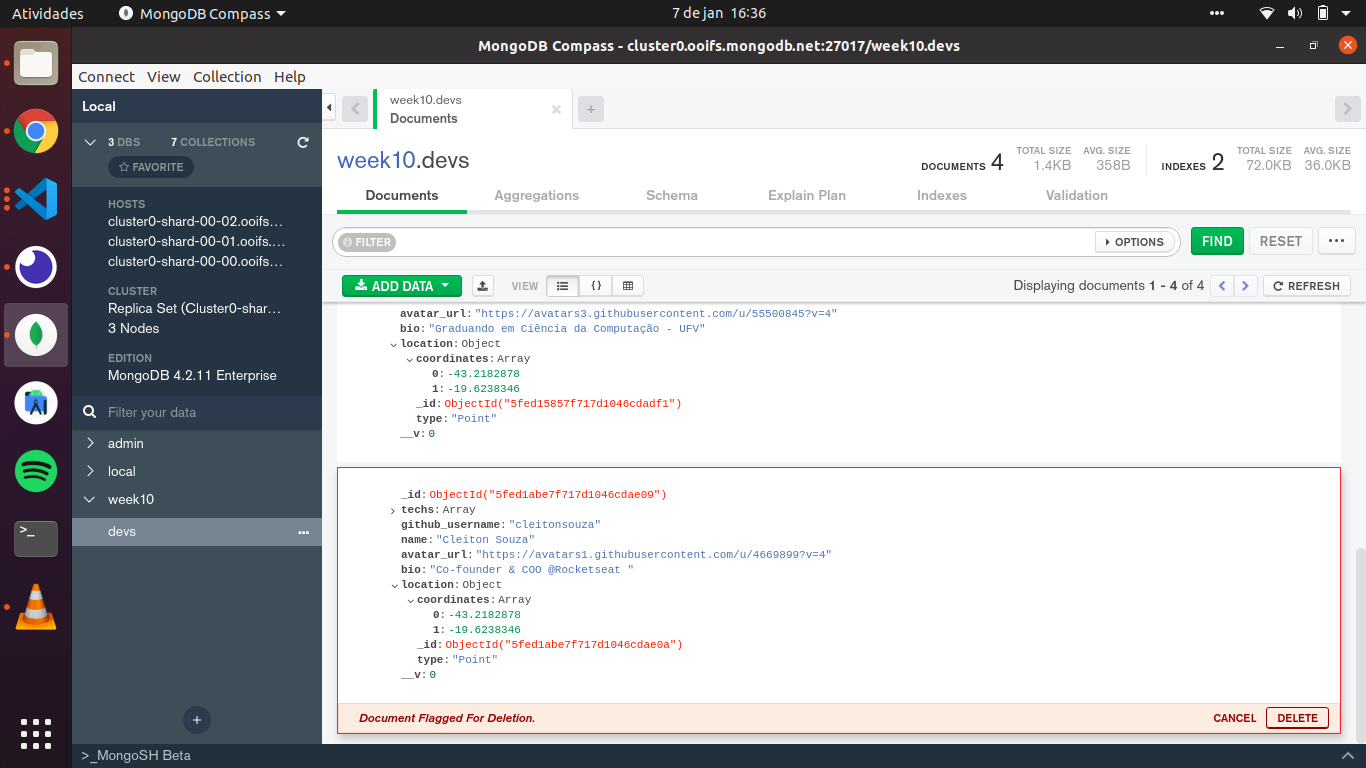 Atividades
MongoDB Compass
7 de jan 16:36
MongoDB Compass - cluster0.ooifs.mongodb.net:27017/week10.devs
Connect View Collection Help
Local
3 DBS 7 COLLECTIONS
FAVORITE
HOSTS
cluster0-shard-00-02.ooifs...
cluster0-shard-00-01.ooifs....
cluster0-shard-00-00.ooifs...
CLUSTER
Replica Set (Cluster0-shar...
3 Nodes
EDITION
MongoDB 4.2.11 Enterprise
Filter your data
admin
local
week10
devs
>_MongoSH Beta
week10.devs
Documents
week10.devs
DOCUMENTS 4
TOTAL SIZE
1.4KB
AVG. SIZE
358B
INDEXES 2
TOTAL SIZE
72.0KB
AVG. SIZE
36.0KB
Documents Aggregations Schema Explain Plan Indexes Validation
FILTER
OPTIONS
FIND
RESET
ADD DATA
VIEW
{}
Displaying documents 1 - 4 of 4
REFRESH
avatar_url: "https://avatars3.githubusercontent.com/u/55500845?v=4"
bio: "Graduando em Ciência da Computação - UFV"
location: Object
coordinates: Array
0: -43.2182878
1: -19.6238346
_id: ObjectId("5fed15857f717d1046cdadf1")
type: "Point"
__v: 0
_id: ObjectId("5fed1abe7f717d1046cdae09")
techs: Array
github_username: "cleitonsouza"
name: "Cleiton Souza"
avatar_url: "https://avatars1.githubusercontent.com/u/4669899?v=4"
bio: "Co-founder & COO @Rocketseat "
location: Object
coordinates: Array
0: -43.2182878
1: -19.6238346
_id: ObjectId("5fed1abe7f717d1046cdae0a")
type: "Point"
__v: 0
Document Flagged For Deletion.
CANCEL
DELETE